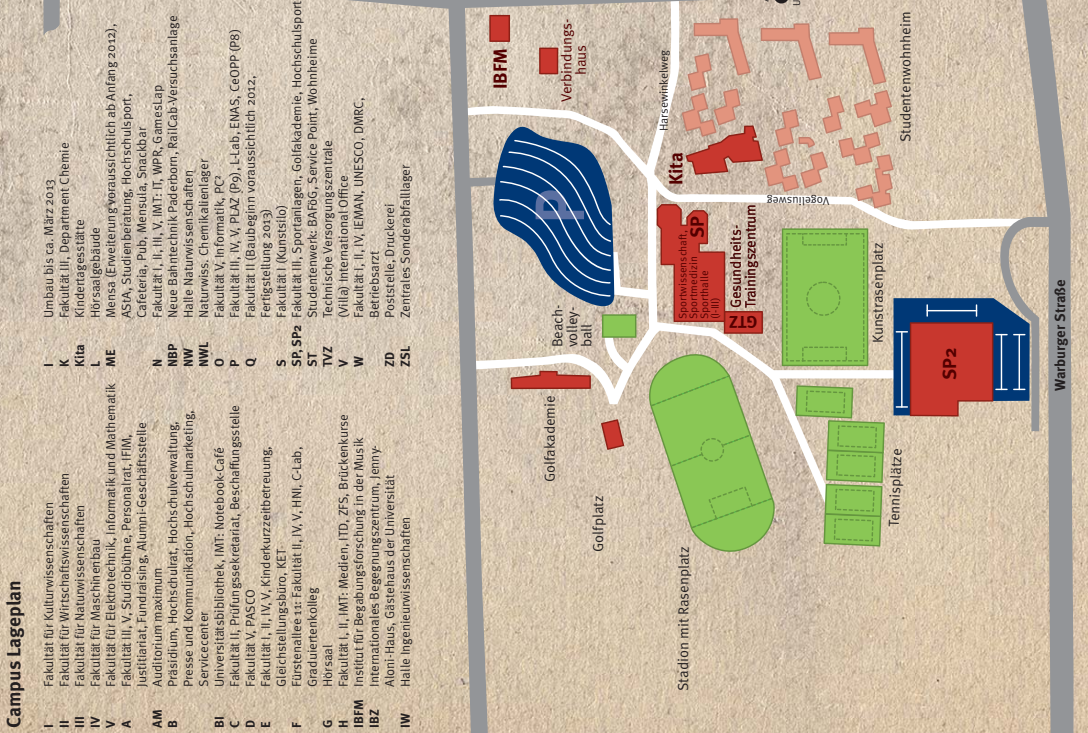 Campus Lageplan
I Fakultät für Kulturwissenschaften
II Fakultät für Wirtschaftswissenschaften
III Fakultät für Naturwissenschaften
IV Fakultät für Maschinenbau
V Fakultät für Elektrotechnik, Informatik und Mathematik
A Fakultät III, V, Studiobühne, Personalrat, IFIM,
Justitiariat, Fundraising, Alumni-Geschäftsstelle
AM Auditorium maximum
B Präsidium, Hochschulrat, Hochschulverwaltung,
Presse und Kommunikation, Hochschulmarketing,
Servicecenter
BI Universitätsbibliothek, IMT: Notebook-Café
C Fakultät II, Prüfungssekretariat, Beschaffungsstelle
D Fakultät V, PASCO
E Fakultät I, II, IV, V, Kinderkurzzeitbetreuung,
Gleichstellungsbüro, KET-
F Fürstenallee 11: Fakultät II, IV, V, HNI, C-Lab,
Graduiertenkolleg
G Hörsaal
H Fakultät I, II, IMT: Medien, ITD, ZFS, Brückenkurse
IBFM Institut für Begabungsforschung in der Musik
IBZ Internationales Begegnungszentrum, Jenny-
Aloni-Haus, Gästehaus der Universität
IW Halle Ingenieurwissenschaften
I Umbau bis ca. März 2013
K Fakultät III, Department Chemie
Kita Kindertagesstätte
L Hörsaalgebäude
ME Mensa (Erweiterung voraussichtlich ab Anfang 2012),
AStA, Studienberatung, Hochschulsport,
Cafeteria, Pub, Mensula, Snackbar
N Fakultät I, II, III, V, IMT: IT, WPR, GamesLap
NBP Neue Bahntechnik Paderborn, RailCab-Versuchsanlage
NW Halle Naturwissenschaften
NWL Naturwiss. Chemikalienlager
O Fakultät V, Informatik, PC²
P Fakultät III, IV, V, PLAZ (P9), L-Lab, ENAS, CeOPP (P8)
Q Fakultät II (Baubeginn voraussichtlich 2012,
Fertigstellung 2013)
S Fakultät I (Kunstsilo)
SP, SP2 Fakultät III, Sportanlagen, Golfakademie, Hochschulsport
ST Studentenwerk: BAFöG, Service Point, Wohnheime
TVZ Technische Versorgungszentrale
V (Villa) International Office
W Fakultät I, II, IV, IEMAN, UNESCO, DMRC,
Betriebsarzt
ZD Poststelle, Druckerei
ZSL Zentrales Sonderabfalllager
IBFM
Verbindungs-
haus
P
Harsewinkelweg
Kita
Vogeliusweg
Studentenwohnheim
Beach-
volley-
ball
Sportwissenschaft,
Sportmedizin
Sporthalle
(I-III)
SP
GTZ
Gesundheits-
Trainingszentrum
Kunstrasenplatz
SP2
Warburger Straße
Golfakademie
Golfplatz
Stadion mit Rasenplatz
Tennisplätze